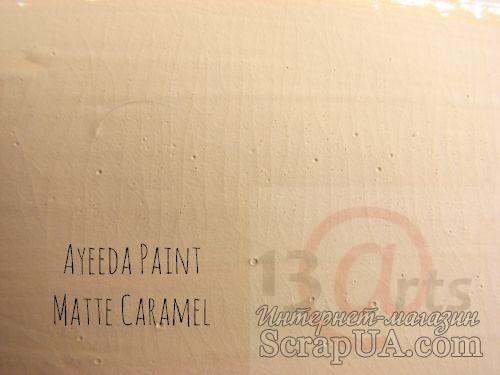 Ayeeda Paint
Matte Caramel
13@rts
Интернет-магазин
ScrapUA.com